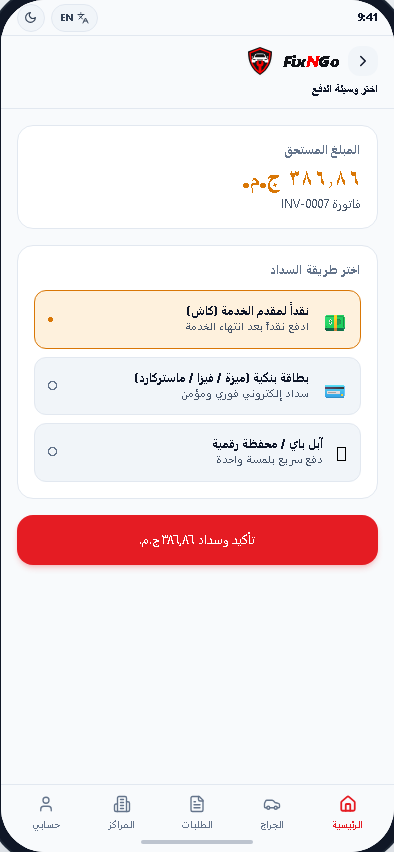 9:41
EN
FixNGo
اختر وسيلة الدفع
المبلغ المستحق
٣٨٦,٨٦ ج.م.
فاتورة INV-0007
اختر طريقة السداد
نقداً لمقدم الخدمة (كاش)
ادفع نقداً بعد انتهاء الخدمة
بطاقة بنكية (ميزة / فيزا / ماستركارد)
سداد إلكتروني فوري ومؤمن
آبل باي / محفظة رقمية
دفع سريع بلمسة واحدة
تأكيد وسداد ٣٨٦,٨٦ ج.م.
الرئيسية
الجراج
الطلبات
المراكز
حسابي